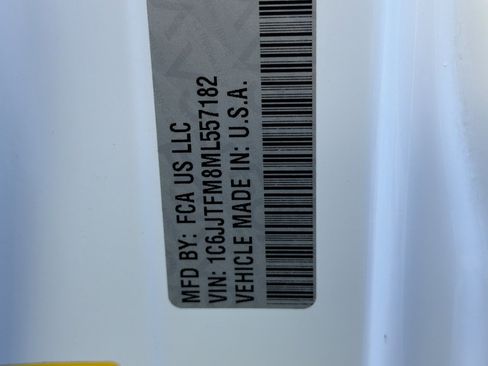 MFD BY: FCA US LLC
VIN: 1C6JJTFM8ML557182
VEHICLE MADE IN: U.S.A.